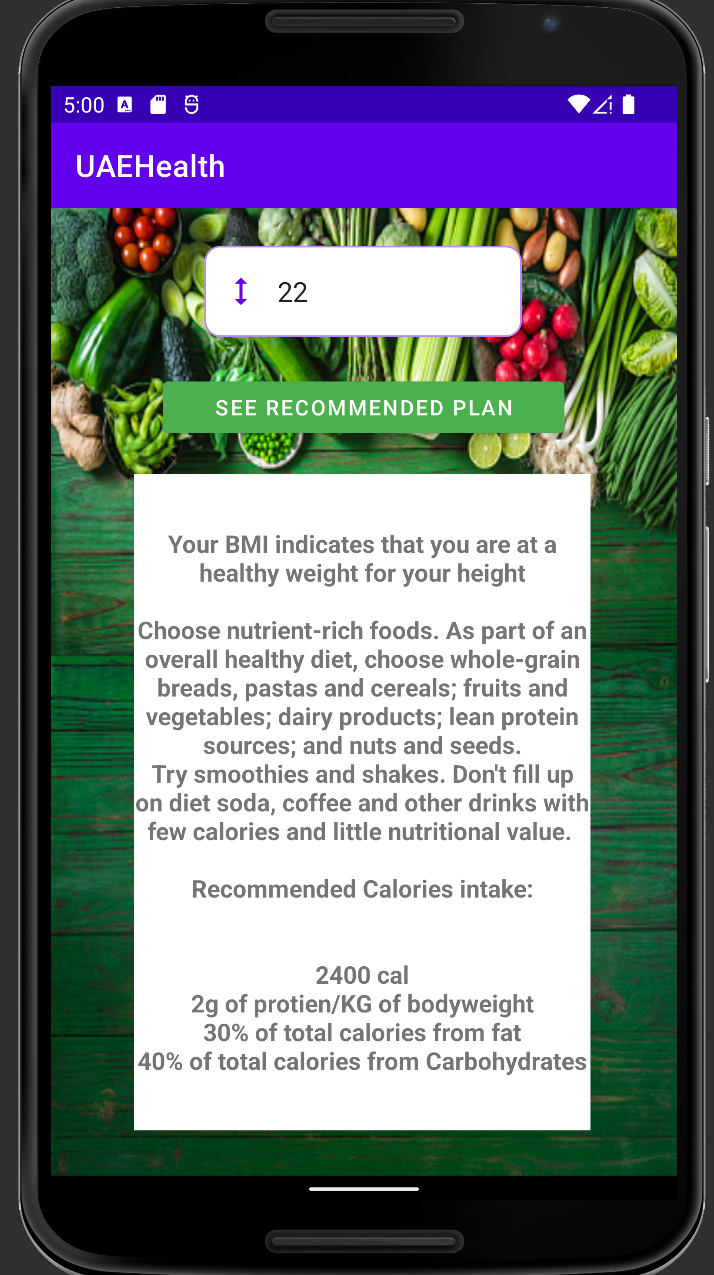 5:00
UAEHealth
22
SEE RECOMMENDED PLAN
Your BMI indicates that you are at a
healthy weight for your height
Choose nutrient-rich foods. As part of an
overall healthy diet, choose whole-grain
breads, pastas and cereals; fruits and
vegetables; dairy products; lean protein
sources; and nuts and seeds.
Try smoothies and shakes. Don't fill up
on diet soda, coffee and other drinks with
few calories and little nutritional value.
Recommended Calories intake:
2400 cal
2g of protien/KG of bodyweight
30% of total calories from fat
40% of total calories from Carbohydrates